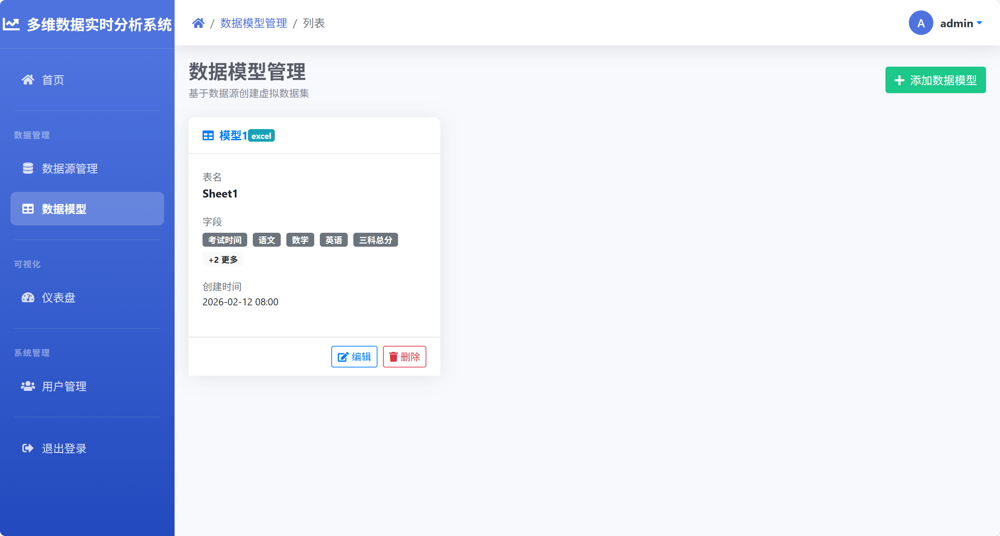 多维数据实时分析系统
首页
数据管理
数据源管理
数据模型
可视化
仪表盘
系统管理
用户管理
退出登录
/ 数据模型管理 / 列表
A admin
数据模型管理
基于数据源创建虚拟数据集
添加数据模型
模型1 excel
表名
Sheet1
字段
考试时间 语文 数学 英语 三科总分
+2 更多
创建时间
2026-02-12 08:00
编辑 删除